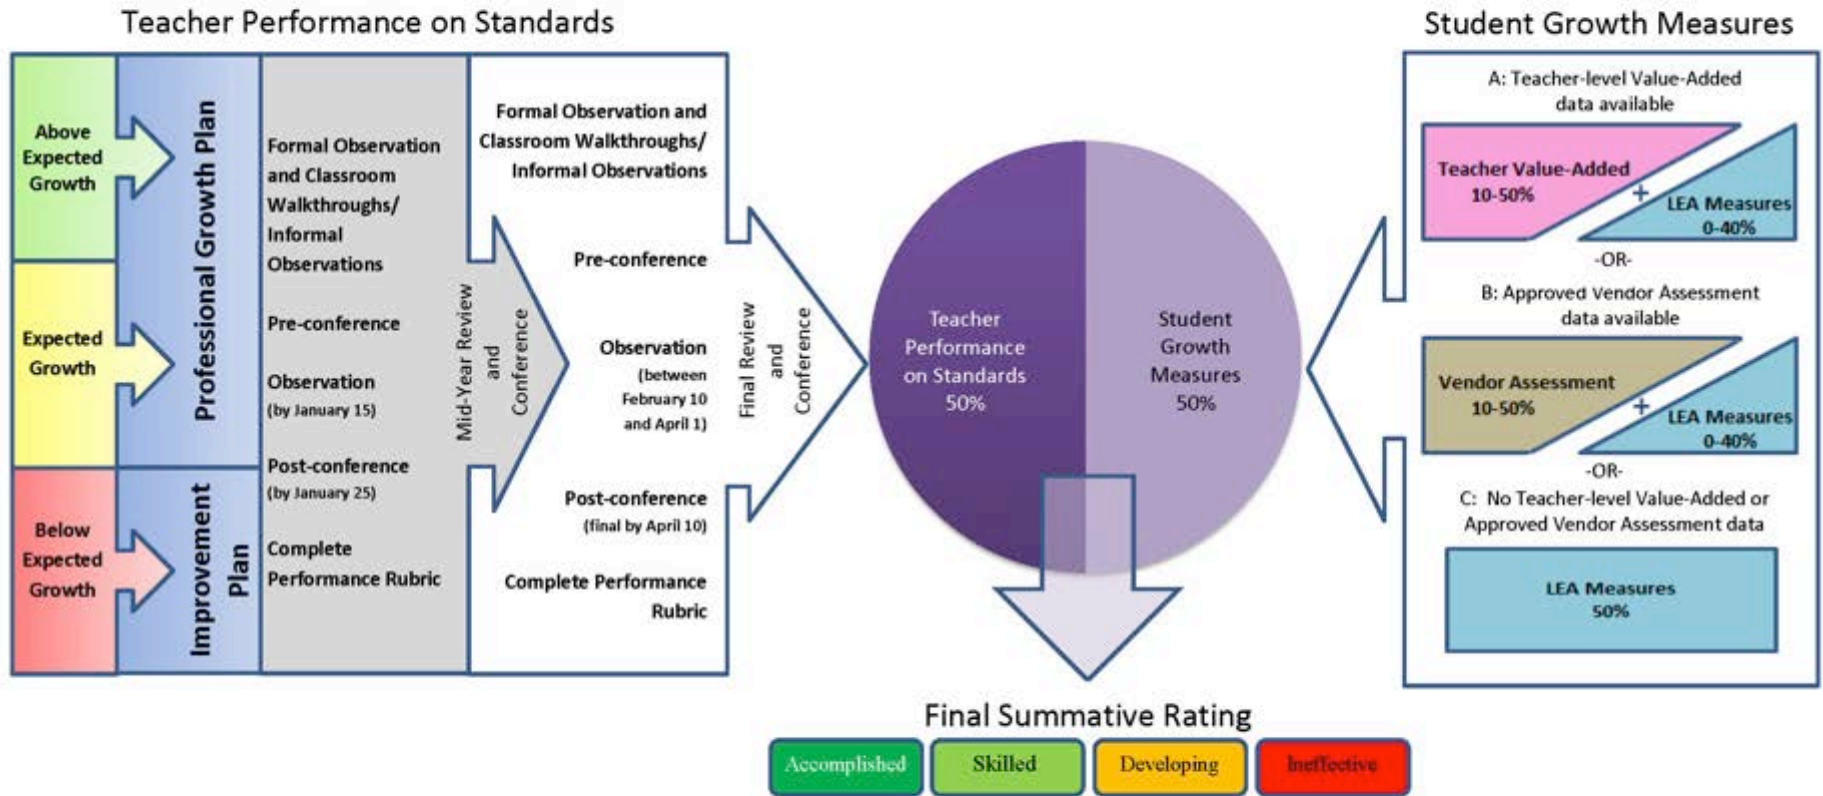 Teacher Performance on Standards
Above
Expected
Growth
Expected
Growth
Below
Expected
Growth
Professional Growth Plan
Improvement
Plan
Formal Observation
and Classroom
Walkthroughs/
Informal
Observations
Pre-conference
Observation
(by January 15)
Post-conference
(by January 25)
Complete
Performance Rubric
Mid-Year Review
and
Conference
Formal Observation and
Classroom Walkthroughs/
Informal Observations
Pre-conference
Observation
(between
February 10
and April 1)
Post-conference
(final by April 10)
Complete Performance
Rubric
Final Review
and
Conference
Teacher
Performance
on Standards
50%
Student
Growth
Measures
50%
Student Growth Measures
A: Teacher-level Value-Added
data available
Teacher Value-Added
10-50%
+
LEA Measures
0-40%
-OR-
B: Approved Vendor Assessment
data available
Vendor Assessment
10-50%
+
LEA Measures
0-40%
-OR-
C: No Teacher-level Value-Added or
Approved Vendor Assessment data
LEA Measures
50%
Final Summative Rating
Accomplished
Skilled
Developing
Ineffective